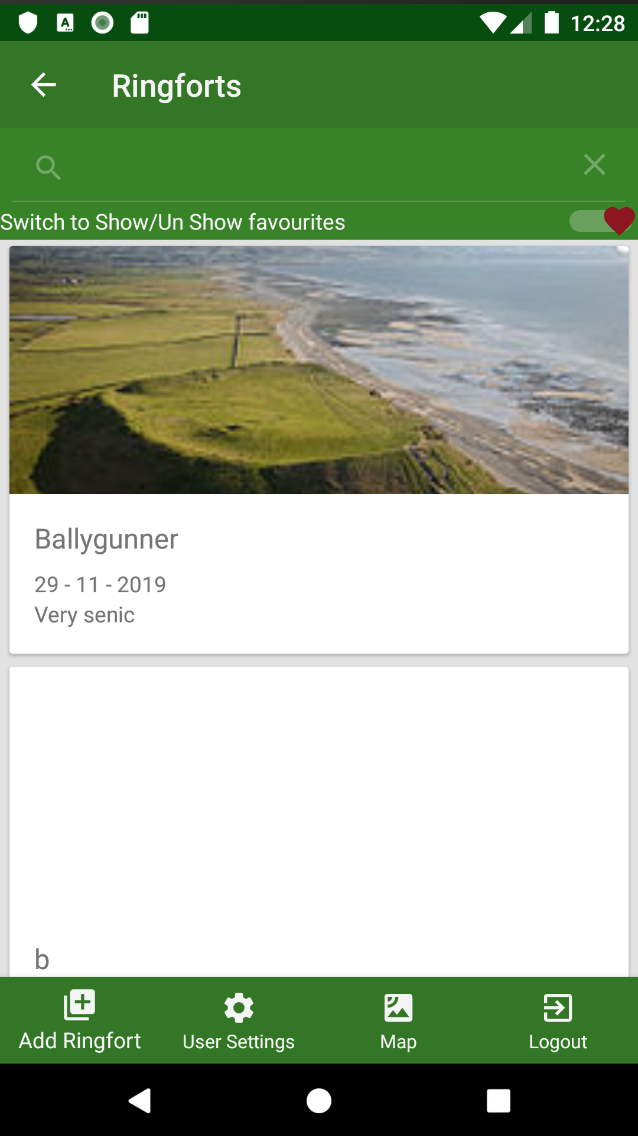 12:28
Ringforts
Switch to Show/Un Show favourites
Ballygunner
29 - 11 - 2019
Very senic
b
Add Ringfort
User Settings
Map
Logout